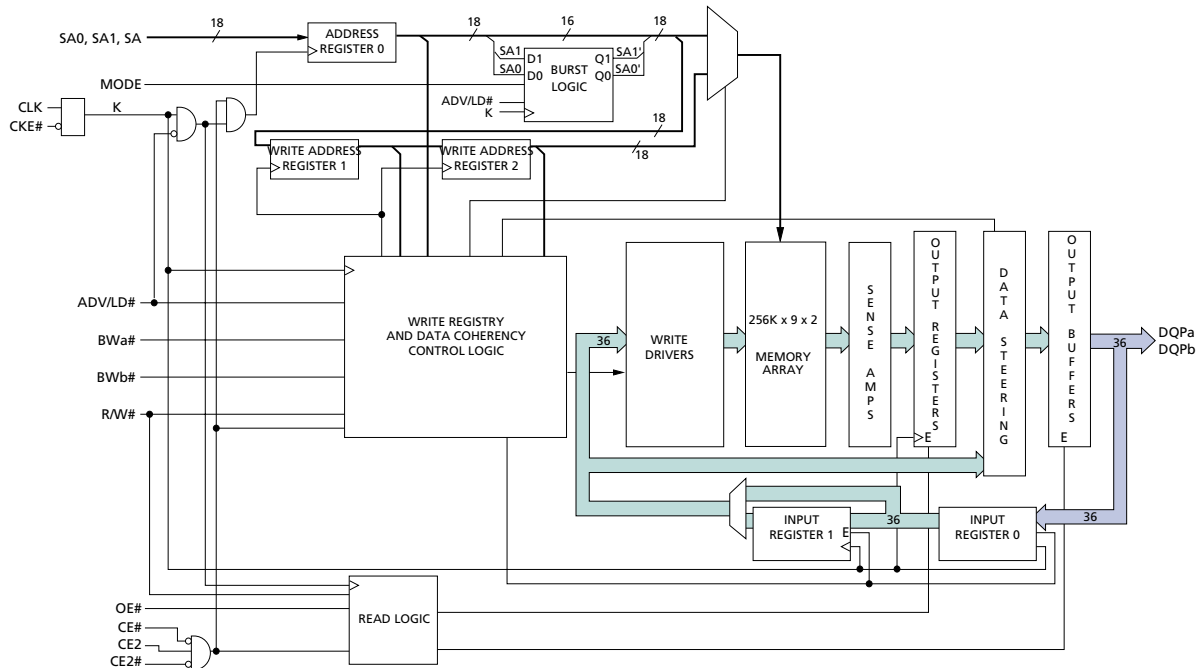 18
SA0, SA1, SA
ADDRESS
REGISTER 0
18
16
18
SA1
SA0
D1
D0
BURST
LOGIC
Q1
Q0
SA1'
SA0'
MODE
ADV/LD#
K
CLK
CKE#
K
18
18
WRITE ADDRESS
REGISTER 1
WRITE ADDRESS
REGISTER 2
ADV/LD#
BWa#
BWb#
R/W#
WRITE REGISTRY
AND DATA COHERENCY
CONTROL LOGIC
36
WRITE
DRIVERS
256K x 9 x 2
MEMORY
ARRAY
SENSE AMPS
OUTPUT REGISTERS
E
DATA STEERING
OUTPUT BUFFERS
E
36
DQPa
DQPb
INPUT
REGISTER 1
E
36
INPUT
REGISTER 0
36
OE#
CE#
CE2
CE2#
READ LOGIC